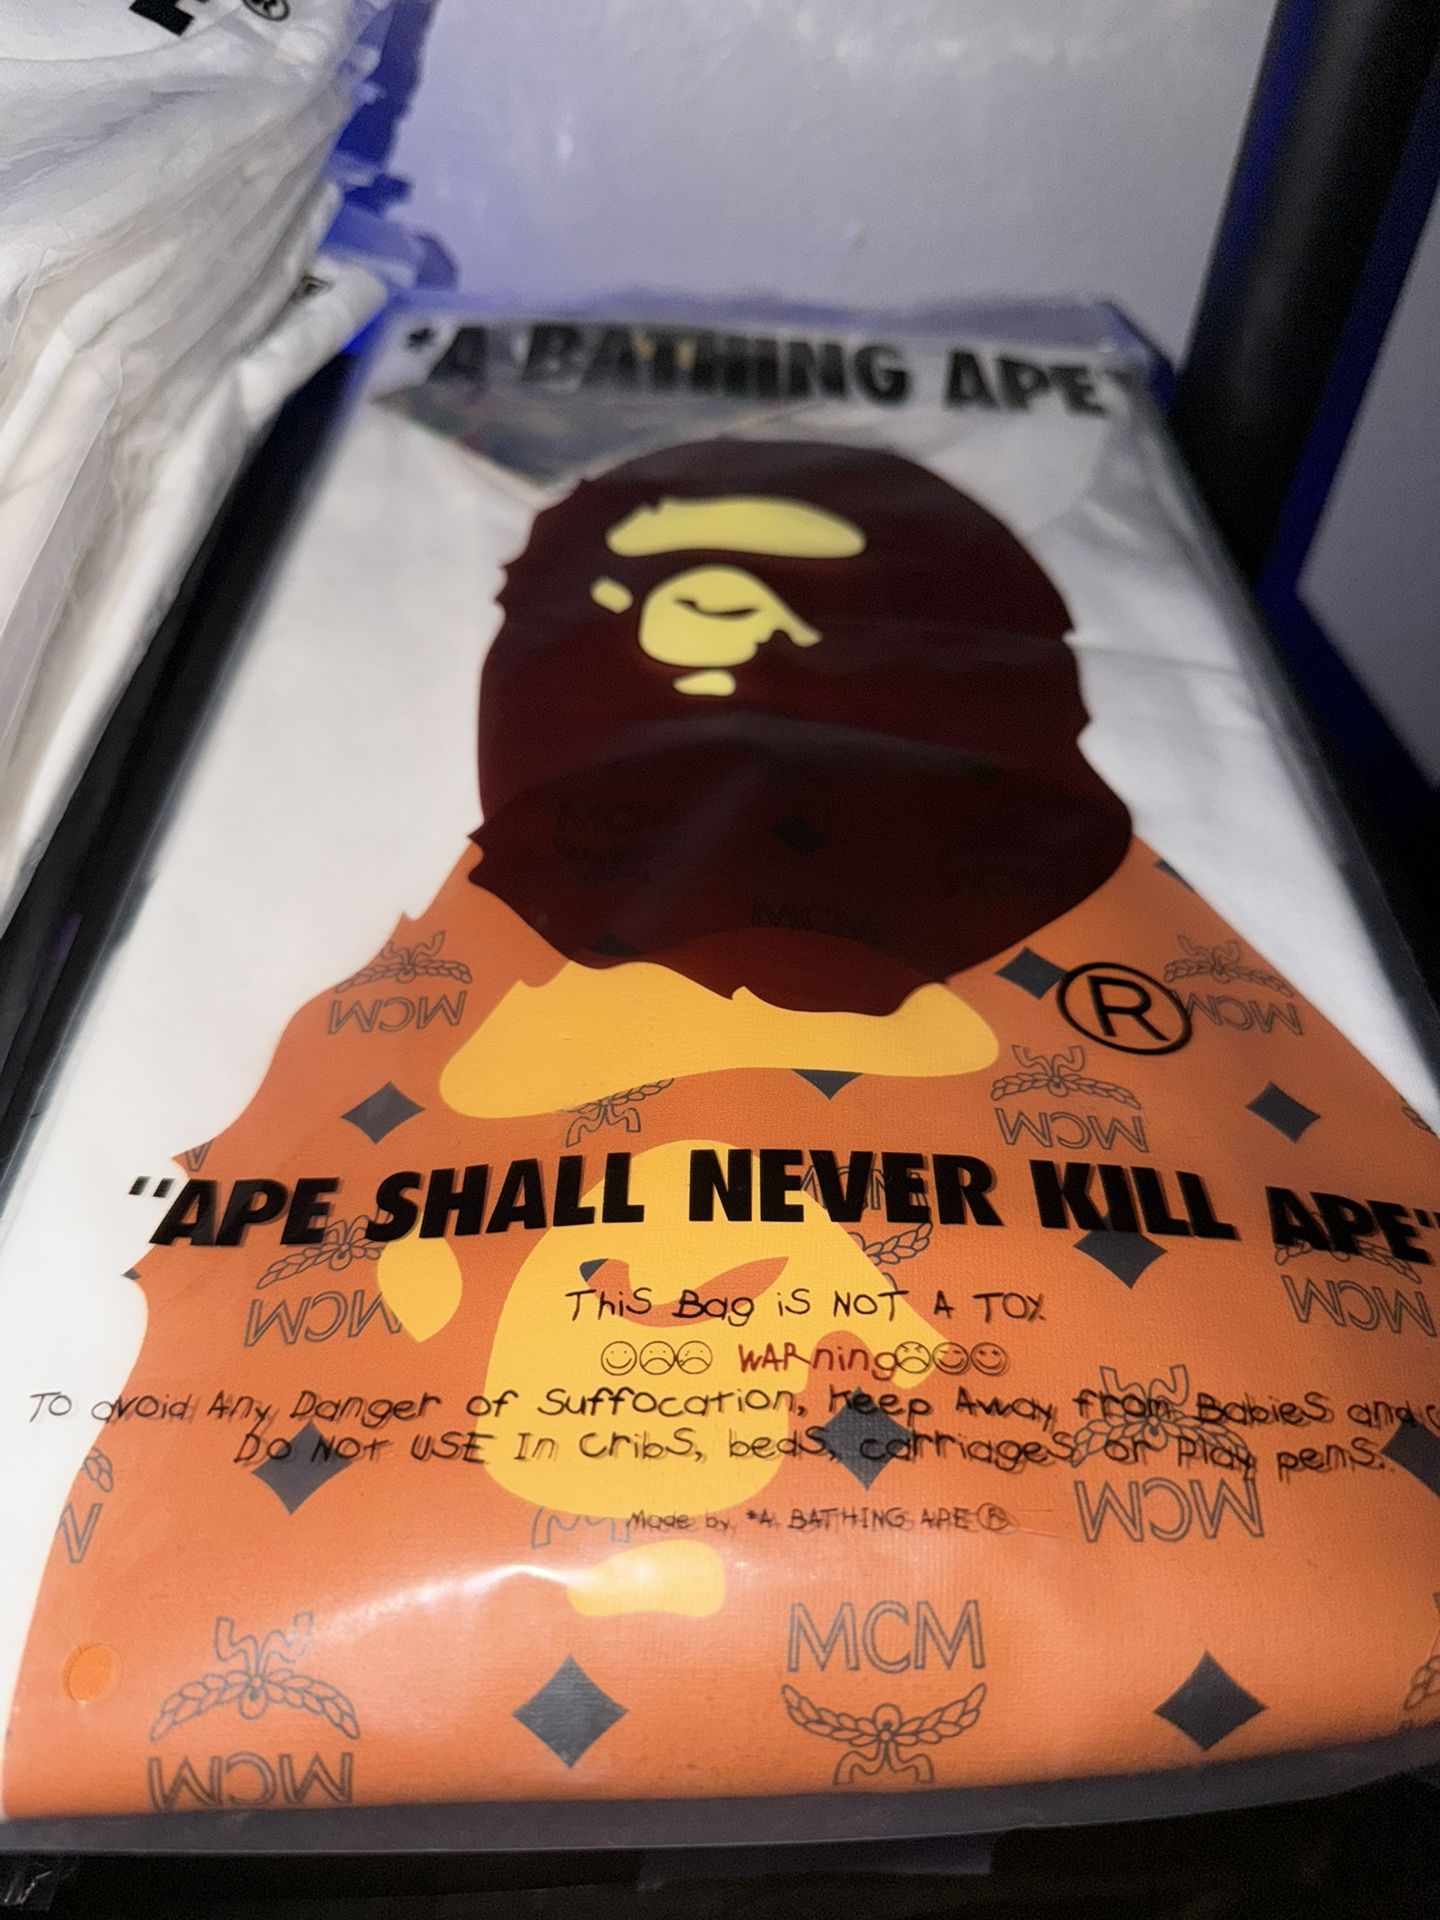 ®
*A BATHING APE®
MCM
MCM
®
MCM
MCM
MCM
MCM
"APE SHALL NEVER KILL APE"
MCM
MCM
This Bag is NOT A TOY.
WARning
To avoid Any Danger of Suffocation, Keep Away from Babies and
Do Not USE In Cribs, beds, carriages or Play pens.
MCM
Made by *A BATHING APE®
MCM
MCM